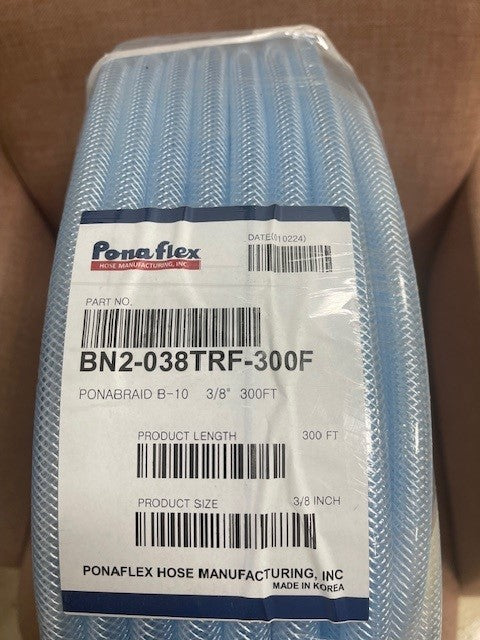 Ponaflex
HOSE MANUFACTURING, INC.
DATE(010224)
PART NO.
BN2-038TRF-300F
PONABRAID B-10 3/8" 300FT
PRODUCT LENGTH 300 FT
PRODUCT SIZE 3/8 INCH
PONAFLEX HOSE MANUFACTURING, INC
MADE IN KOREA